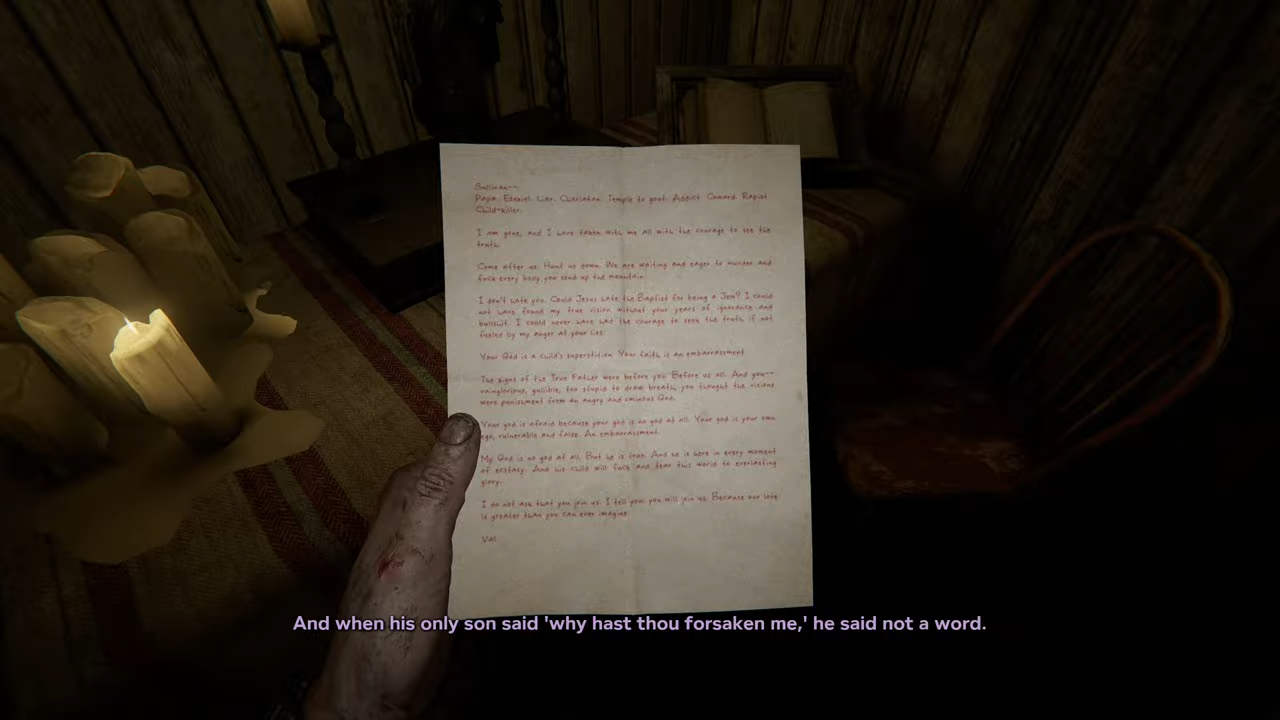 Sullivan--
Papa. Ezekiel. Liar. Charlatan. Temple to gout. Addict. Coward. Rapist
Child-killer.
I am gone, and I have taken with me all with the courage to see the
truth.
Come after us. Hunt us down. We are waiting and eager to murder and
fuck every body you send up the mountain.
I don't hate you. Could Jesus hate the Baptist for being a Jew? I could
not have found my true vision without your years of ignorance and
bullshit. I could never have had the courage to seek the truth if not
fueled by my anger at your lies.
Your God is a child's superstition. Your faith is an embarrassment
The signs of the True Father were before you. Before us all. And you--
vainglorious, gullible, too stupid to draw breath, you thought the visions
were punishment from an angry and ominous God.
Your god is afraid because your god is no god at all. Your god is your own
ego, vulnerable and false. An embarrassment.
My God is no god at all. But he is true. And he is here in every moment
of ecstasy. And his child will fuck and tear this world to everlasting
glory.
I do not ask that you join us. I tell you: you will join us. Because our love
is greater than you can ever imagine.
Val
And when his only son said 'why hast thou forsaken me,' he said not a word.